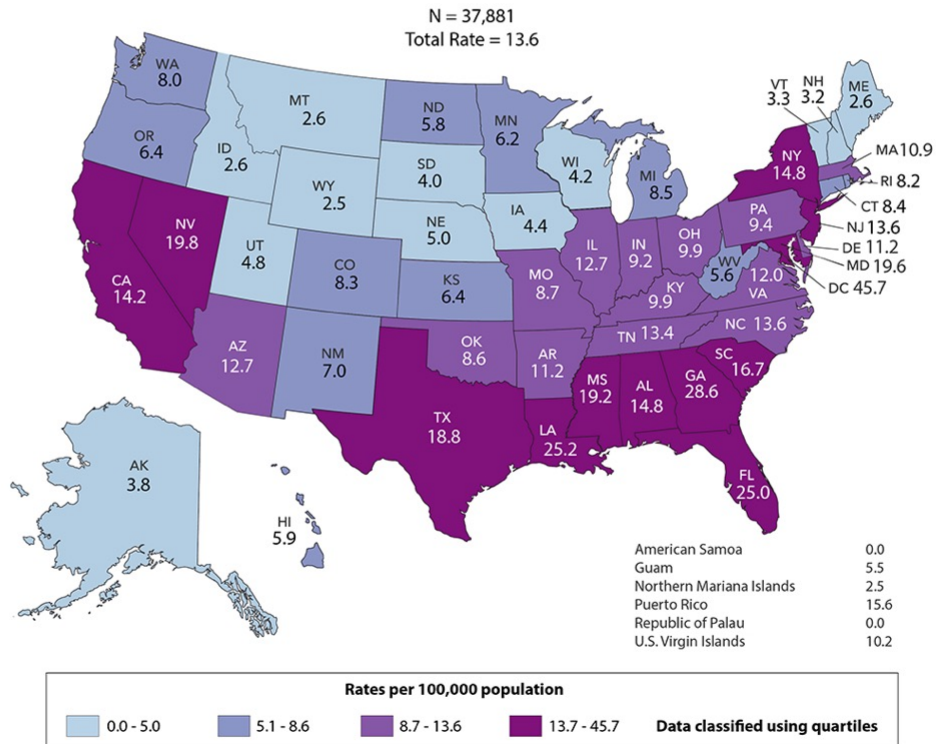 N = 37,881
Total Rate = 13.6
WA
8.0
OR
6.4
CA
14.2
NV
19.8
ID
2.6
MT
2.6
WY
2.5
UT
4.8
AZ
12.7
CO
8.3
NM
7.0
ND
5.8
SD
4.0
NE
5.0
KS
6.4
OK
8.6
TX
18.8
MN
6.2
IA
4.4
MO
8.7
AR
11.2
LA
25.2
WI
4.2
IL
12.7
MI
8.5
IN
9.2
OH
9.9
KY
9.9
TN 13.4
MS
19.2
AL
14.8
GA
28.6
FL
25.0
SC
16.7
NC 13.6
12.0
VA
WV
5.6
PA
9.4
NY
14.8
VT
3.3
NH
3.2
ME
2.6
MA 10.9
RI 8.2
CT 8.4
NJ 13.6
DE 11.2
MD 19.6
DC 45.7
AK
3.8
HI
5.9
American Samoa 0.0
Guam 5.5
Northern Mariana Islands 2.5
Puerto Rico 15.6
Republic of Palau 0.0
U.S. Virgin Islands 10.2
Rates per 100,000 population
0.0 - 5.0 5.1 - 8.6 8.7 - 13.6 13.7 - 45.7 Data classified using quartiles